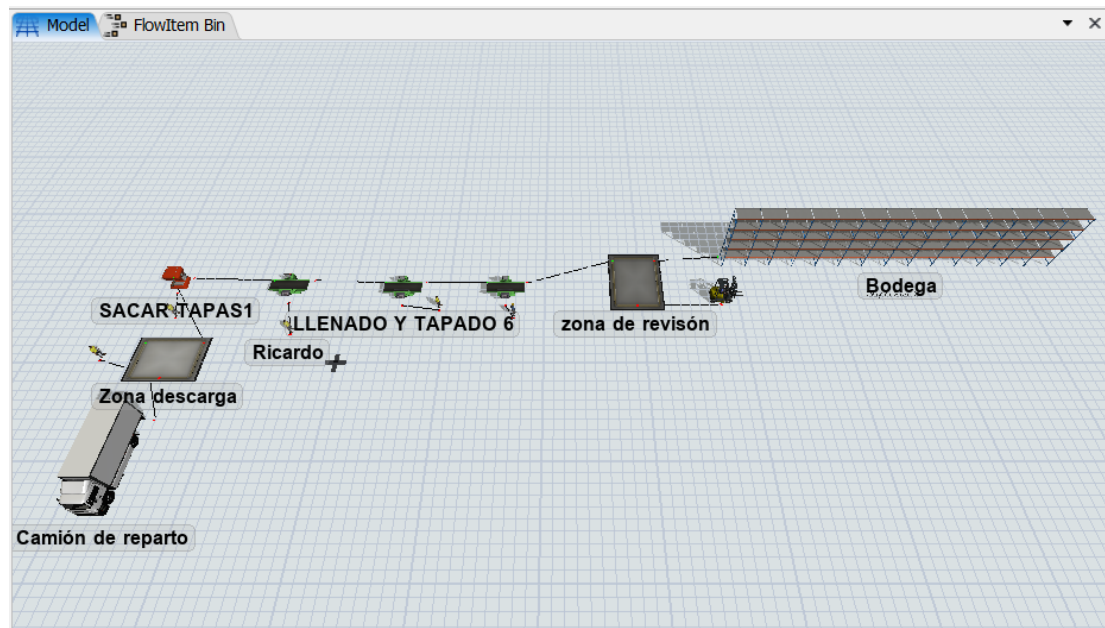 Model
FlowItem Bin
SACAR TAPAS1
LLENADO Y TAPADO 6
zona de revisón
Bodega
Ricardo
Zona descarga
Camión de reparto